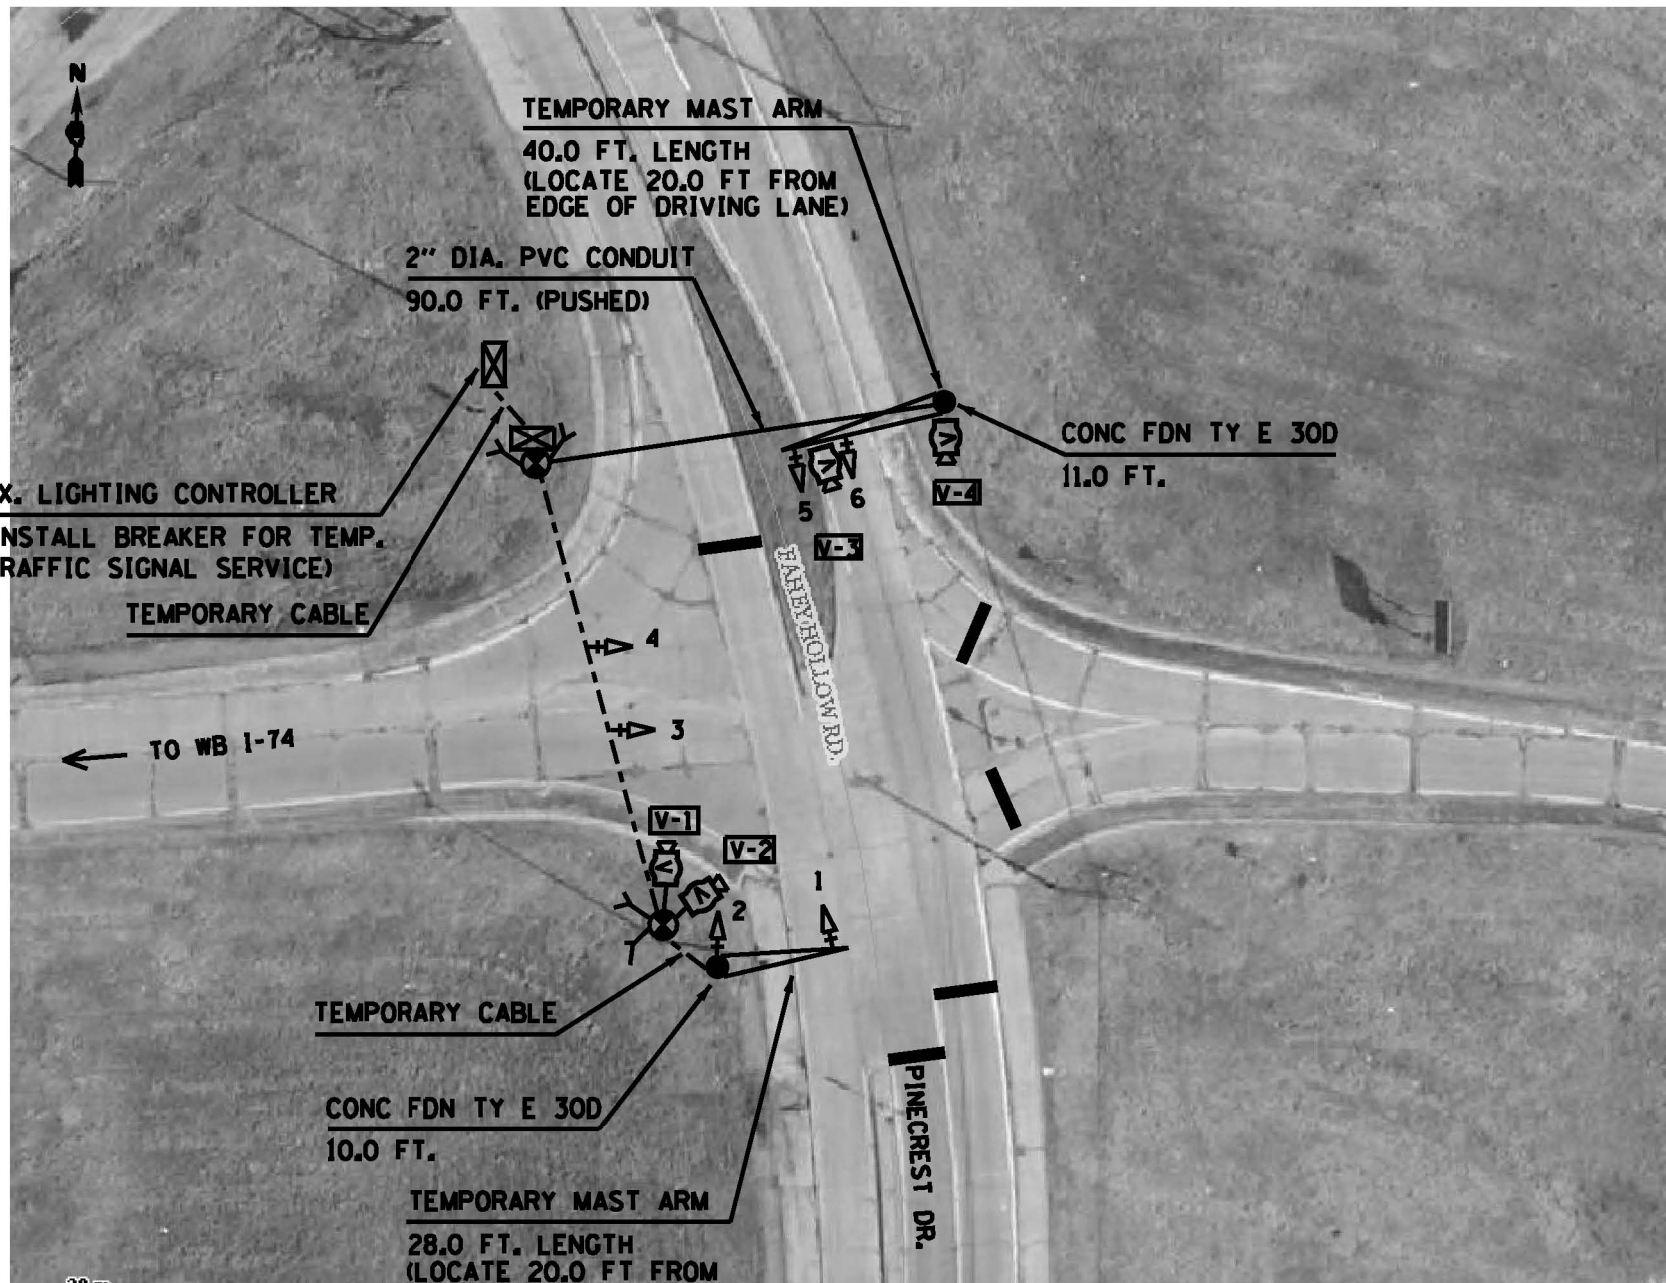 N
TEMPORARY MAST ARM
40.0 FT. LENGTH
(LOCATE 20.0 FT FROM
EDGE OF DRIVING LANE)
2" DIA. PVC CONDUIT
90.0 FT. (PUSHED)
CONC FDN TY E 30D
11.0 FT.
X. LIGHTING CONTROLLER
NSTALL BREAKER FOR TEMP.
RAFFIC SIGNAL SERVICE)
TEMPORARY CABLE
5
6
V-4
V-3
FAHEY HOLLOW RD.
4
3
TO WB I-74
V-1
V-2
1
2
TEMPORARY CABLE
CONC FDN TY E 30D
10.0 FT.
PINECREST DR.
TEMPORARY MAST ARM
28.0 FT. LENGTH
(LOCATE 20.0 FT FROM